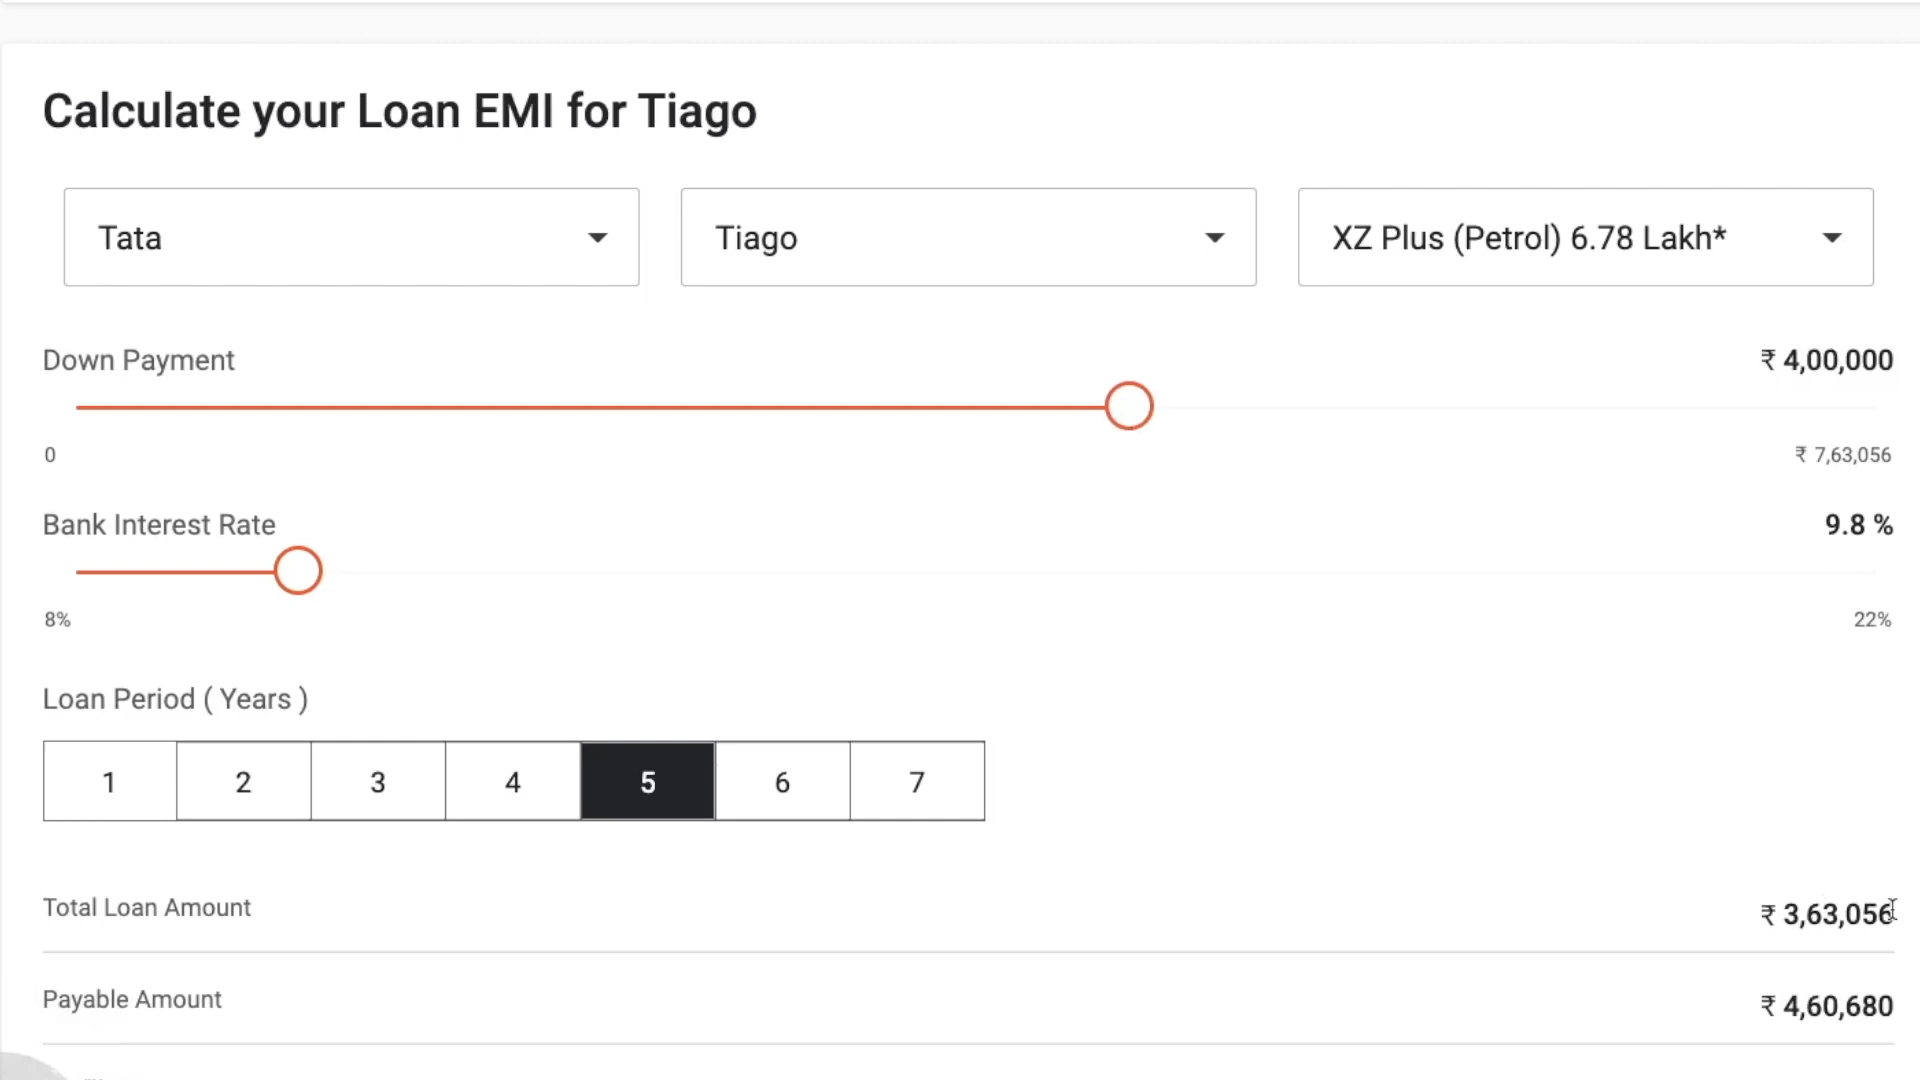 Calculate your Loan EMI for Tiago
Tata
Tiago
XZ Plus (Petrol) 6.78 Lakh*
Down Payment
₹ 4,00,000
0
₹ 7,63,056
Bank Interest Rate
9.8 %
8%
22%
Loan Period ( Years )
1 2 3 4 5 6 7
Total Loan Amount
₹ 3,63,056
Payable Amount
₹ 4,60,680